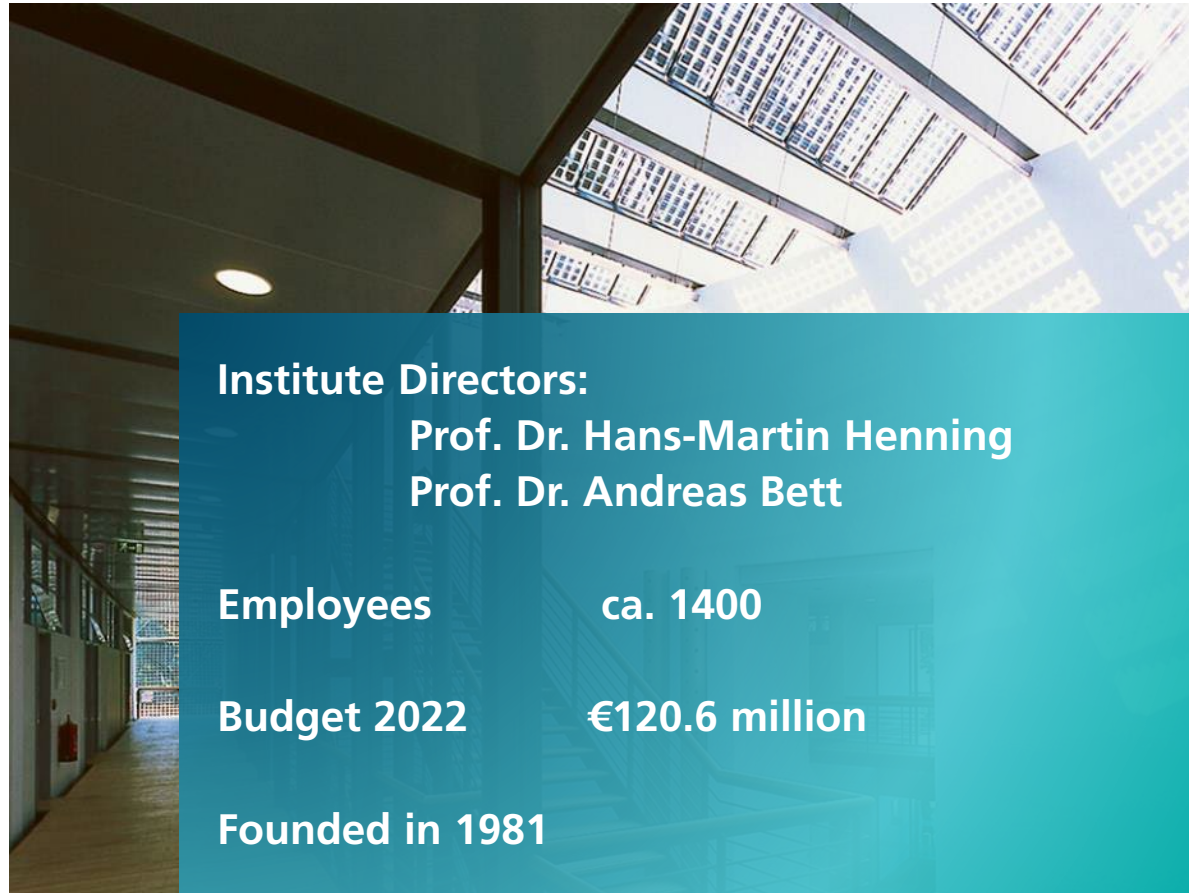 Institute Directors:
Prof. Dr. Hans-Martin Henning
Prof. Dr. Andreas Bett
Employees ca. 1400
Budget 2022 €120.6 million
Founded in 1981